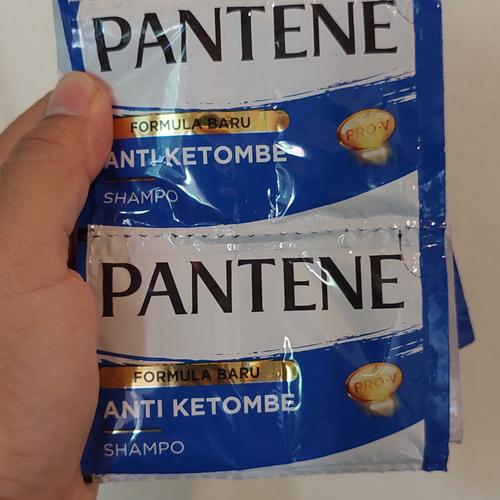 PANTENE
FORMULA BARU
PRO-V
ANTI KETOMBE
SHAMPO
PANTENE
FORMULA BARU
PRO-V
ANTI KETOMBE
SHAMPO